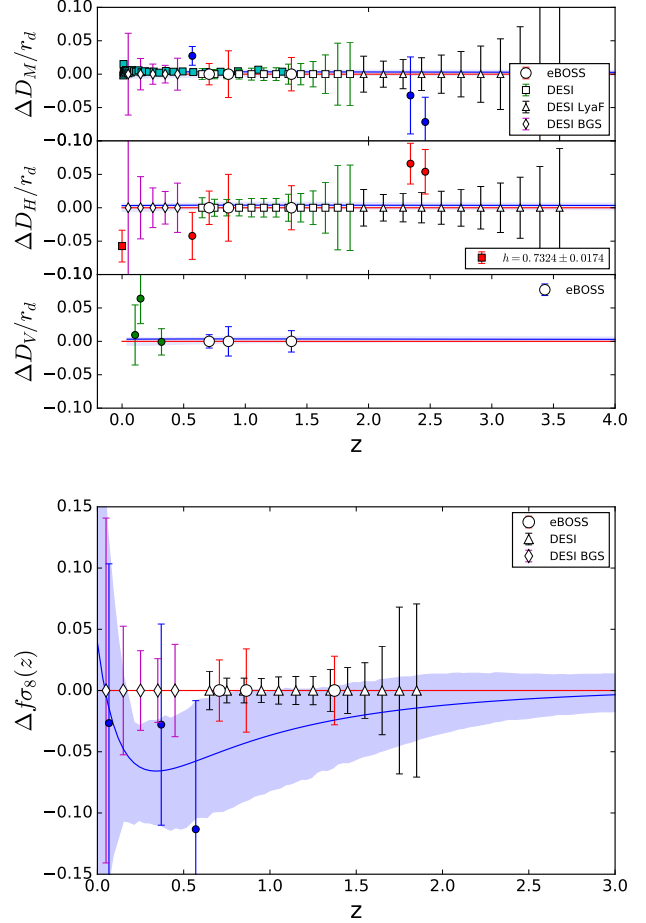 0.10
0.05
0.00
−0.05
−0.10
ΔD_M/r_d
eBOSS
DESI
DESI LyaF
DESI BGS
0.05
0.00
−0.05
−0.10
ΔD_H/r_d
h = 0.7324 ± 0.0174
0.10
0.05
0.00
−0.05
−0.10
ΔD_V/r_d
eBOSS
0.0 0.5 1.0 1.5 2.0 2.5 3.0 3.5 4.0
z
0.15
0.10
0.05
0.00
−0.05
−0.10
−0.15
Δfσ_8(z)
eBOSS
DESI
DESI BGS
0.0 0.5 1.0 1.5 2.0 2.5 3.0
z